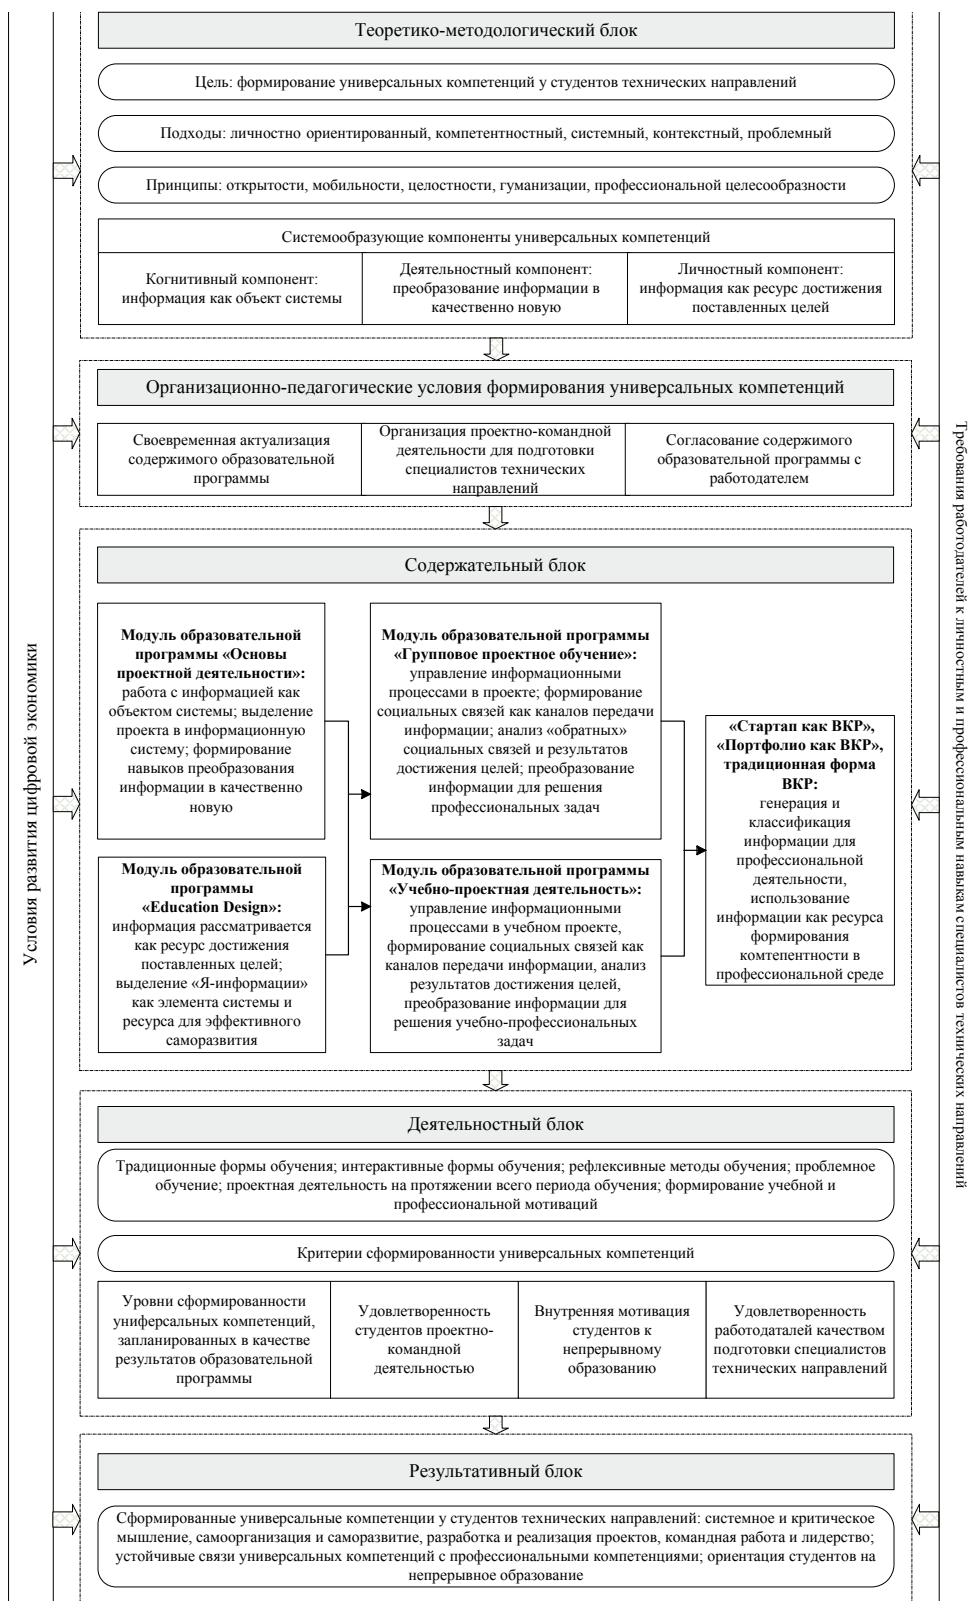 Теоретико-методологический блок
Цель: формирование универсальных компетенций у студентов технических направлений
Подходы: личностно ориентированный, компетентностный, системный, контекстный, проблемный
Принципы: открытости, мобильности, целостности, гуманизации, профессиональной целесообразности
Системообразующие компоненты универсальных компетенций
Когнитивный компонент:
информация как объект системы
Деятельностный компонент:
преобразование информации в
качественно новую
Личностный компонент:
информация как ресурс достижения
поставленных целей
Организационно-педагогические условия формирования универсальных компетенций
Своевременная актуализация
содержимого образовательной
программы
Организация проектно-командной
деятельности для подготовки
специалистов технических
направлений
Согласование содержимого
образовательной программы с
работодателем
Содержательный блок
Модуль образовательной
программы «Основы
проектной деятельности»:
работа с информацией как
объектом системы; выделение
проекта в информационную
систему; формирование
навыков преобразования
информации в качественно
новую
Модуль образовательной
программы
«Education Design»:
информация рассматривается
как ресурс достижения
поставленных целей;
выделение «Я-информации»
как элемента системы и
ресурса для эффективного
саморазвития
Модуль образовательной программы
«Групповое проектное обучение»:
управление информационными
процессами в проекте; формирование
социальных связей как каналов передачи
информации; анализ «обратных»
социальных связей и результатов
достижения целей; преобразование
информации для решения
профессиональных задач
Модуль образовательной программы
«Учебно-проектная деятельность»:
управление информационными
процессами в учебном проекте,
формирование социальных связей как
каналов передачи информации, анализ
результатов достижения целей,
преобразование информации для
решения учебно-профессиональных
задач
«Стартап как ВКР»,
«Портфолио как ВКР»,
традиционная форма
ВКР:
генерация и
классификация
информации для
профессиональной
деятельности,
использование
информации как ресурса
формирования
комтепентности в
профессиональной среде
Деятельностный блок
Традиционные формы обучения; интерактивные формы обучения; рефлексивные методы обучения; проблемное
обучение; проектная деятельность на протяжении всего периода обучения; формирование учебной и
профессиональной мотиваций
Критерии сформированности универсальных компетенций
Уровни сформированности
униферсальных компетенций,
запланированных в качестве
результатов образовательной
программы
Удовлетворенность
студентов проектно-
командной
деятельностью
Внутренняя мотивация
студентов к
непрерывному
образованию
Удовлетворенность
работодаталей качеством
подготовки специалистов
технических направлений
Результативный блок
Сформированные универсальные компетенции у студентов технических направлений: системное и критическое
мышление, самоорганизация и саморазвитие, разработка и реализация проектов, командная работа и лидерство;
устойчивые связи универсальных компетенций с профессиональными компетенциями; ориентация студентов на
непрерывное образование
Условия развития цифровой экономики
Требования работодателей к личностным и профессиональным навыкам специалистов технических направлений